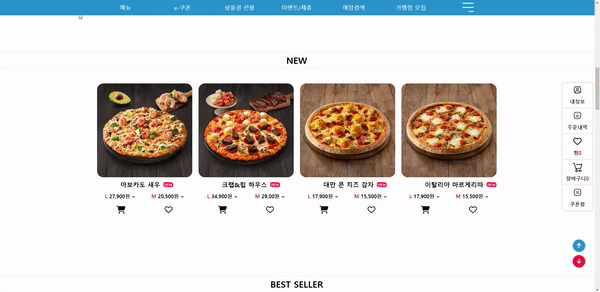 메뉴 e-쿠폰 상품권 선물 이벤트/제휴 매장검색 가맹점 모집
NEW
아보카도 새우 NEW
L 27,900원 ~ M 20,500원 ~
크랩&립 하우스 NEW
L 34,900원 ~ M 29,00원 ~
대만 콘 치즈 감자 NEW
L 17,900원 ~ M 15,500원 ~
이탈리아 마르게리따 NEW
L 17,900원 ~ M 15,500원 ~
내정보
주문내역
찜0
장바구니0
쿠폰함
BEST SELLER